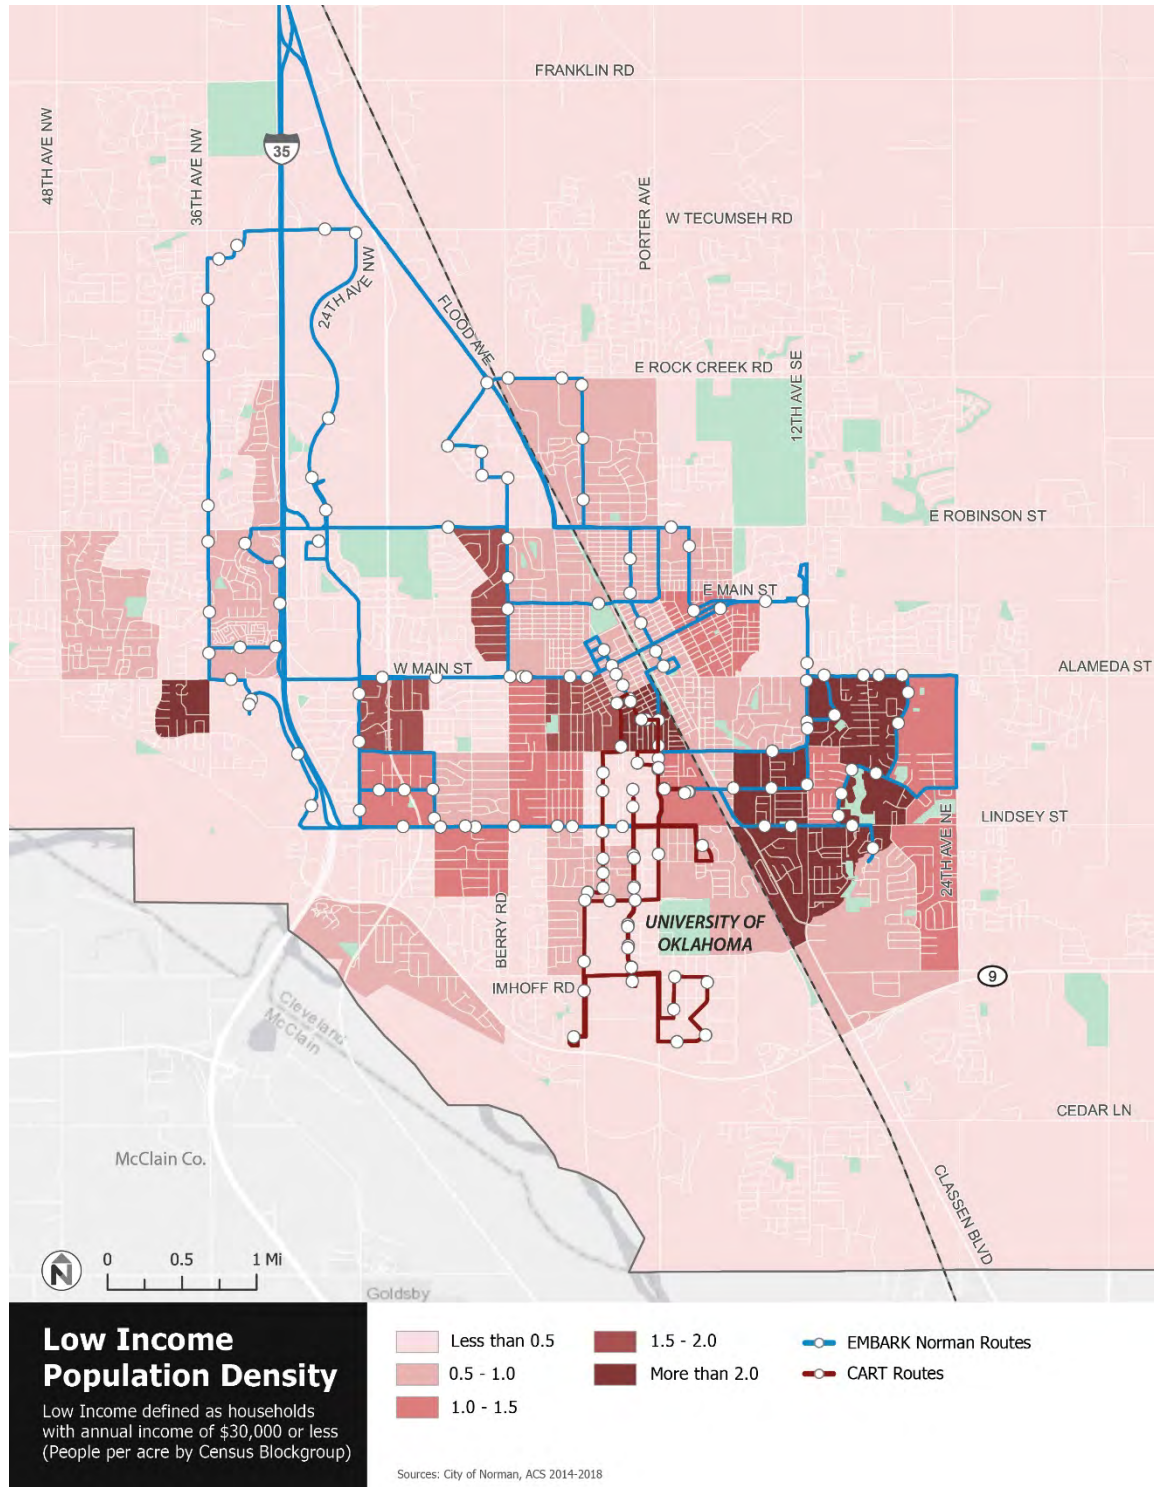 FRANKLIN RD
48TH AVE NW
36TH AVE NW
35
PORTER AVE
W TECUMSEH RD
24TH AVE NW
FLOOD AVE
E ROCK CREEK RD
12TH AVE SE
E ROBINSON ST
E MAIN ST
W MAIN ST
ALAMEDA ST
LINDSEY ST
24TH AVE NE
BERRY RD
UNIVERSITY OF
OKLAHOMA
IMHOFF RD
9
Cleveland
McClain
CEDAR LN
McClain Co.
CLASSEN BLVD
N
0 0.5 1 Mi
Goldsby
Low Income
Population Density
Low Income defined as households
with annual income of $30,000 or less
(People per acre by Census Blockgroup)
Less than 0.5
0.5 - 1.0
1.0 - 1.5
1.5 - 2.0
More than 2.0
EMBARK Norman Routes
CART Routes
Sources: City of Norman, ACS 2014-2018